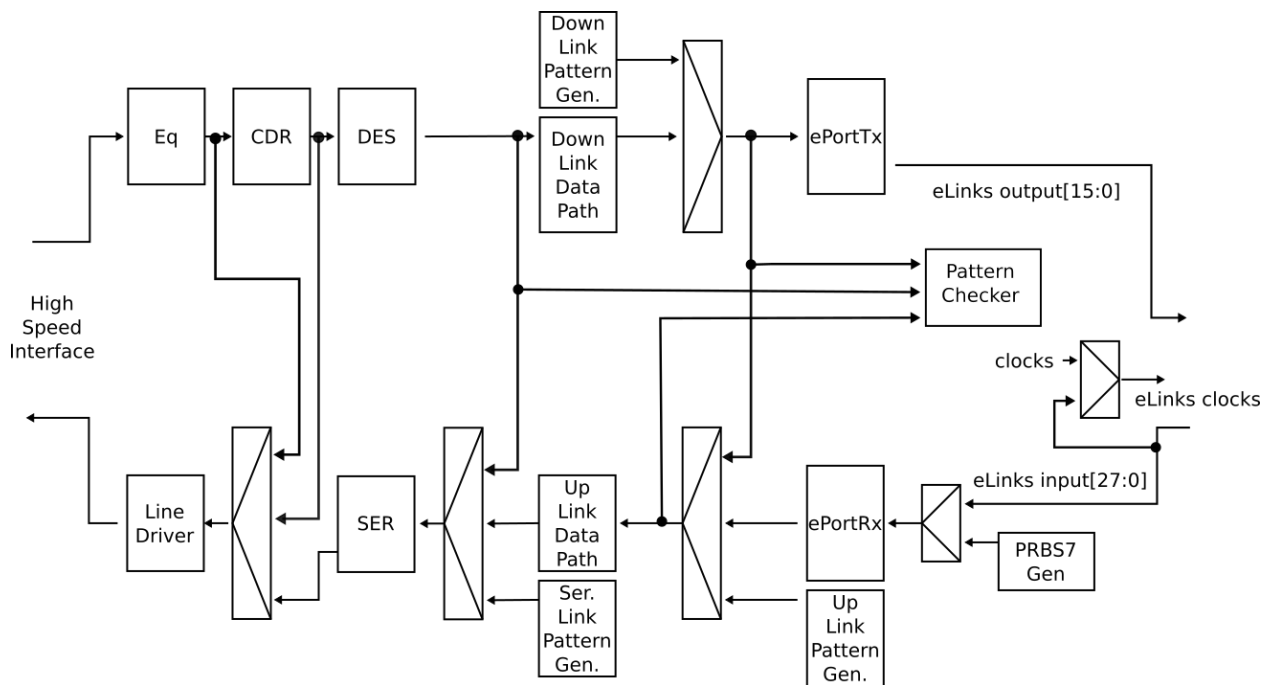 Down
Link
Pattern
Gen.
Eq
CDR
DES
Down
Link
Data
Path
ePortTx
eLinks output[15:0]
Pattern
Checker
High
Speed
Interface
clocks
eLinks clocks
eLinks input[27:0]
Line
Driver
SER
Up
Link
Data
Path
ePortRx
PRBS7
Gen
Ser.
Link
Pattern
Gen.
Up
Link
Pattern
Gen.